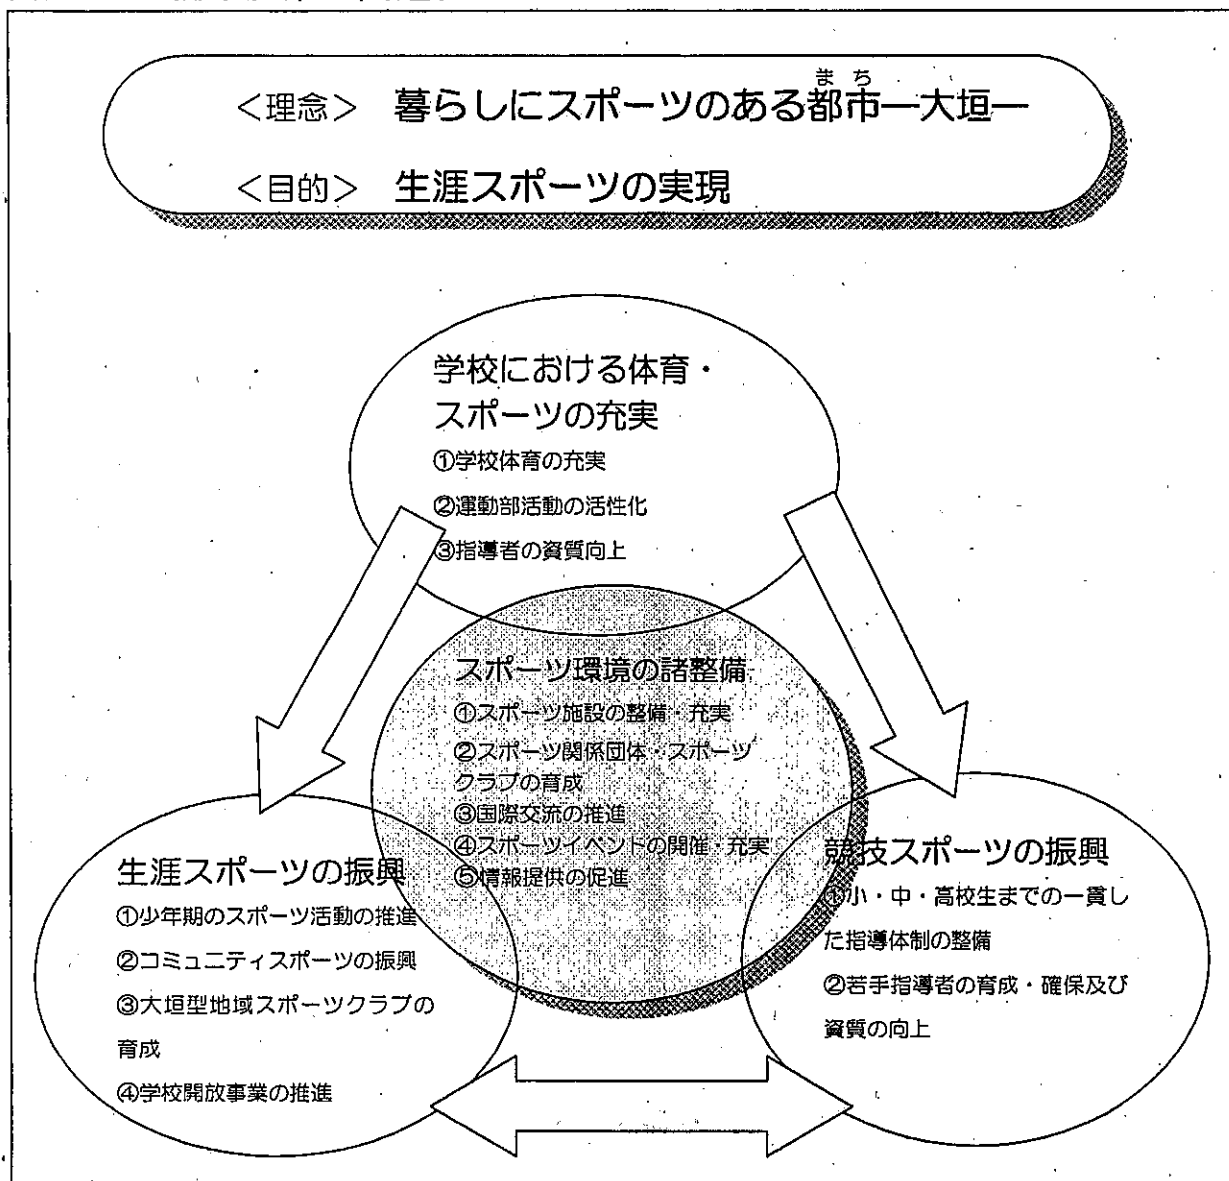 まち
＜理念＞ 暮らしにスポーツのある都市―大垣―
＜目的＞ 生涯スポーツの実現
学校における体育・
スポーツの充実
①学校体育の充実
②運動部活動の活性化
③指導者の資質向上
スポーツ環境の諸整備
①スポーツ施設の整備・充実
②スポーツ関係団体・スポーツ
クラブの育成
③国際交流の推進
④スポーツイベントの開催・充実
⑤情報提供の促進
生涯スポーツの振興
①少年期のスポーツ活動の推進
②コミュニティスポーツの振興
③大垣型地域スポーツクラブの
育成
④学校開放事業の推進
競技スポーツの振興
①小・中・高校生までの一貫し
た指導体制の整備
②若手指導者の育成・確保及び
資質の向上